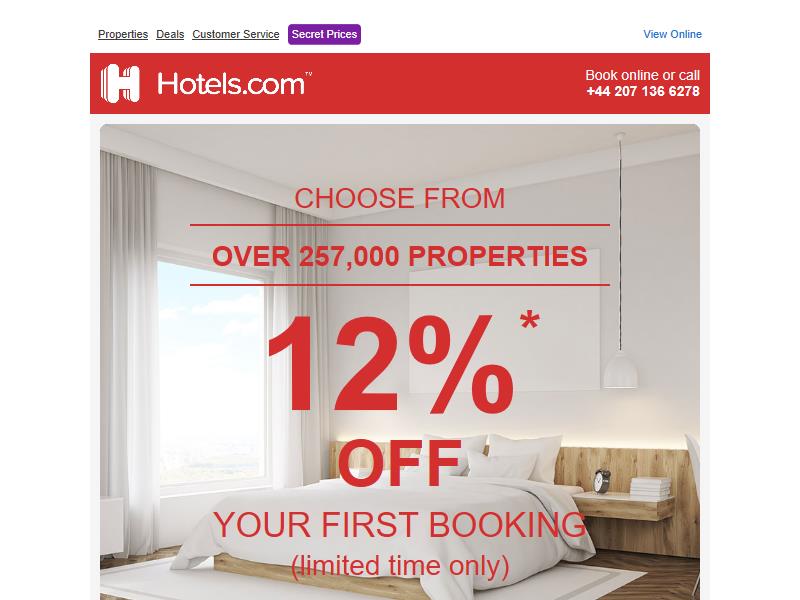 Properties Deals Customer Service Secret Prices View Online
Hotels.com™
Book online or call
+44 207 136 6278
CHOOSE FROM
OVER 257,000 PROPERTIES
12%*
OFF
YOUR FIRST BOOKING
(limited time only)